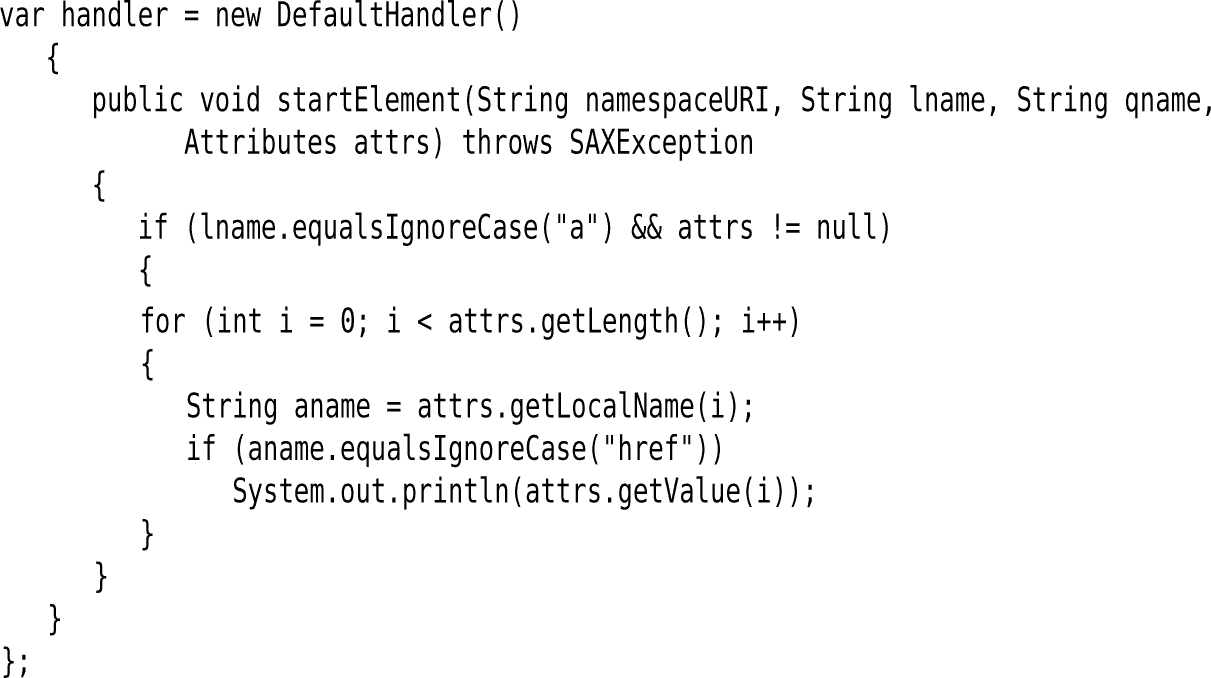 var handler = new DefaultHandler()
{
public void startElement(String namespaceURI, String lname, String qname,
Attributes attrs) throws SAXException
{
if (lname.equalsIgnoreCase("a") && attrs != null)
{
for (int i = 0; i < attrs.getLength(); i++)
{
String aname = attrs.getLocalName(i);
if (aname.equalsIgnoreCase("href"))
System.out.println(attrs.getValue(i));
}
}
}
};